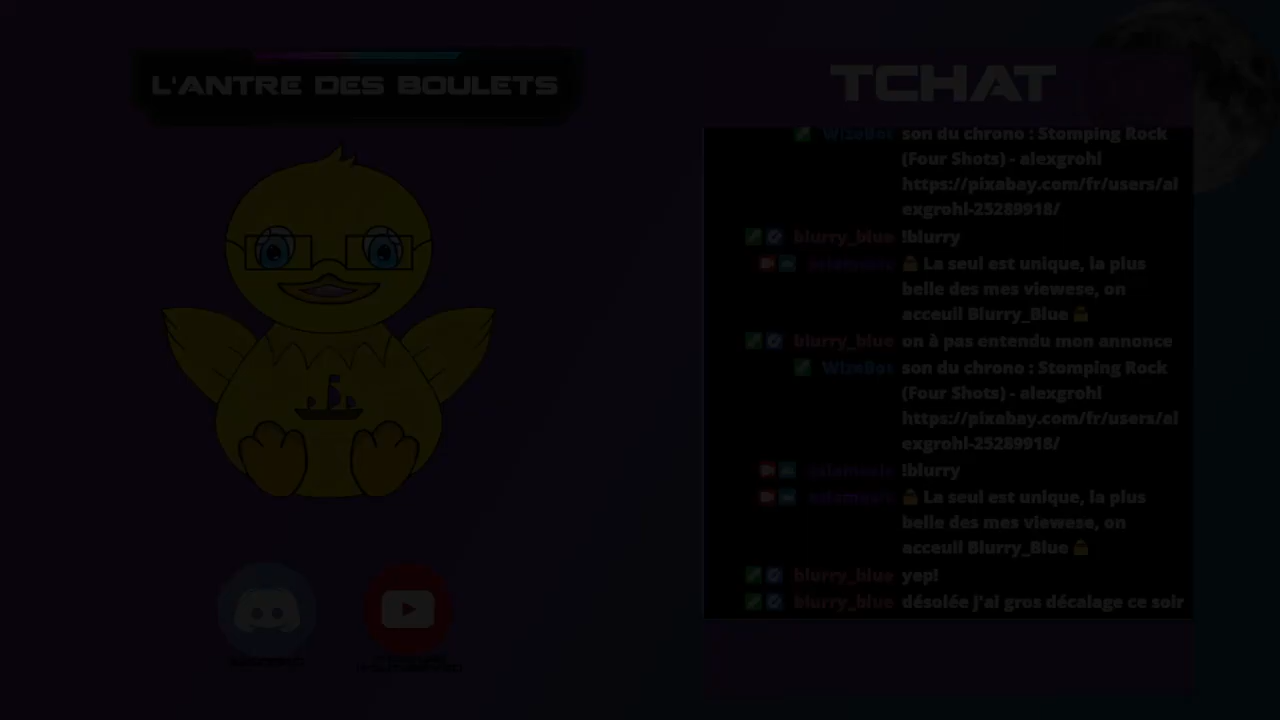 L'ANTRE DES BOULETS
TCHAT
WizeBot son du chrono : Stomping Rock
(Four Shots) - alexgrohl
https://pixabay.com/fr/users/al
exgrohl-25289918/
blurry_blue !blurry
La seul est unique, la plus
belle des mes viewese, on
acceuil Blurry_Blue
blurry_blue on à pas entendu mon annonce
WizeBot son du chrono : Stomping Rock
(Four Shots) - alexgrohl
https://pixabay.com/fr/users/al
exgrohl-25289918/
!blurry
La seul est unique, la plus
belle des mes viewese, on
acceuil Blurry_Blue
blurry_blue yep!
blurry_blue désolée j'ai gros décalage ce soir